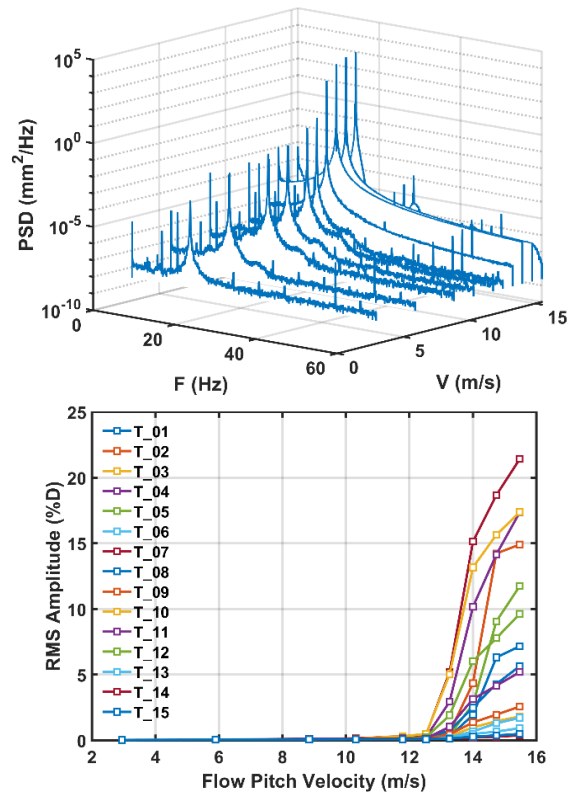 10^5
10^0
10^-5
10^-10
PSD (mm^2/Hz)
0
20
40
60
F (Hz)
0
5
10
15
V (m/s)
25
20
15
10
5
0
RMS Amplitude (%D)
T_01
T_02
T_03
T_04
T_05
T_06
T_07
T_08
T_09
T_10
T_11
T_12
T_13
T_14
T_15
2 4 6 8 10 12 14 16
Flow Pitch Velocity (m/s)